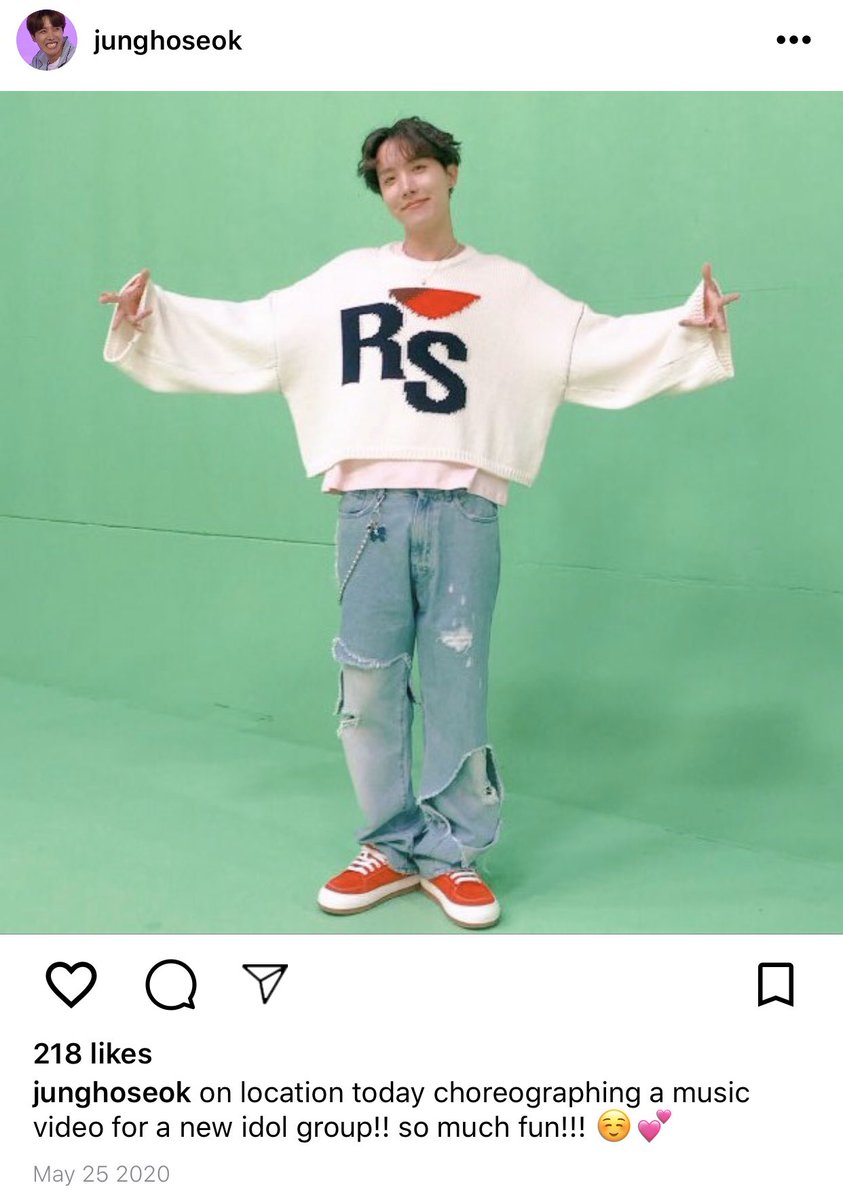 junghoseok
RS
218 likes
junghoseok on location today choreographing a music
video for a new idol group!! so much fun!!! ☺️💕
May 25 2020